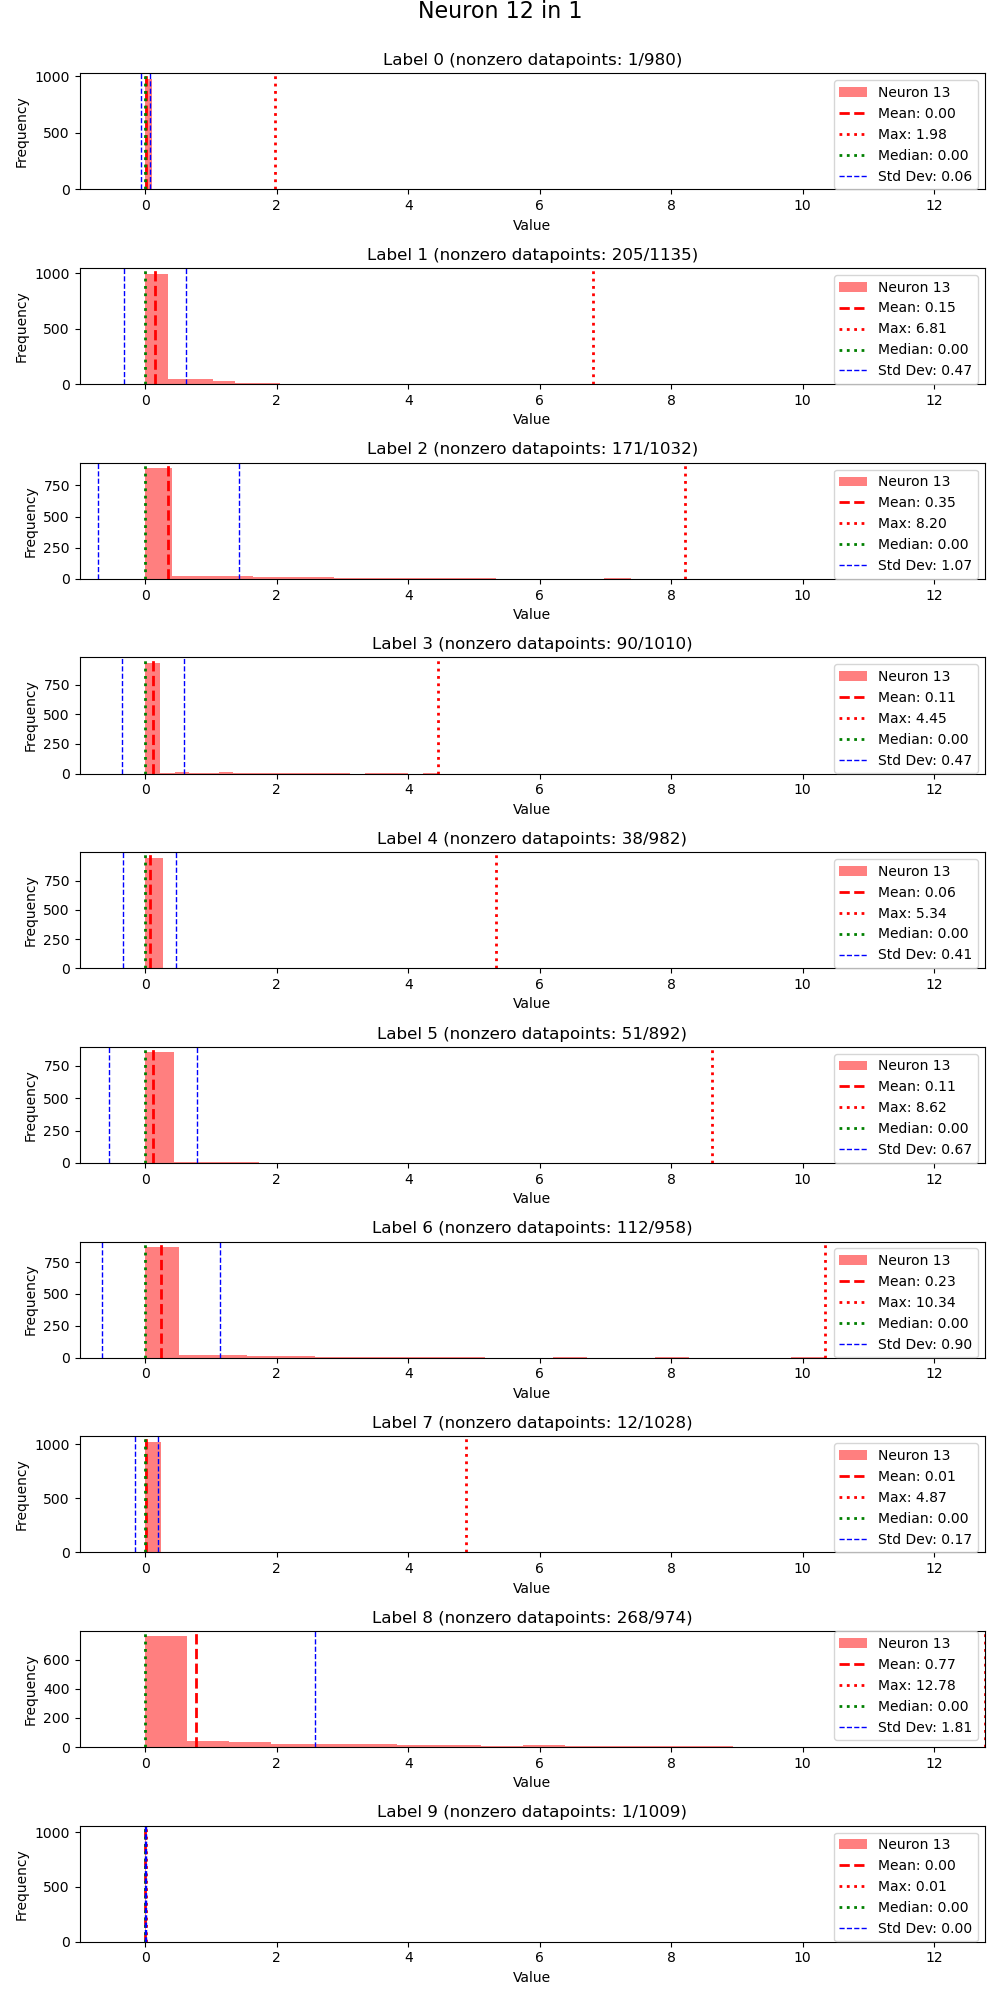 Neuron 12 in 1
Label 0 (nonzero datapoints: 1/980)
Frequency
1000
500
0
Neuron 13
Mean: 0.00
Max: 1.98
Median: 0.00
Std Dev: 0.06
0 2 4 6 8 10 12
Value
Label 1 (nonzero datapoints: 205/1135)
Frequency
1000
500
0
Neuron 13
Mean: 0.15
Max: 6.81
Median: 0.00
Std Dev: 0.47
0 2 4 6 8 10 12
Value
Label 2 (nonzero datapoints: 171/1032)
Frequency
750
500
250
0
Neuron 13
Mean: 0.35
Max: 8.20
Median: 0.00
Std Dev: 1.07
0 2 4 6 8 10 12
Value
Label 3 (nonzero datapoints: 90/1010)
Frequency
750
500
250
0
Neuron 13
Mean: 0.11
Max: 4.45
Median: 0.00
Std Dev: 0.47
0 2 4 6 8 10 12
Value
Label 4 (nonzero datapoints: 38/982)
Frequency
750
500
250
0
Neuron 13
Mean: 0.06
Max: 5.34
Median: 0.00
Std Dev: 0.41
0 2 4 6 8 10 12
Value
Label 5 (nonzero datapoints: 51/892)
Frequency
750
500
250
0
Neuron 13
Mean: 0.11
Max: 8.62
Median: 0.00
Std Dev: 0.67
0 2 4 6 8 10 12
Value
Label 6 (nonzero datapoints: 112/958)
Frequency
750
500
250
0
Neuron 13
Mean: 0.23
Max: 10.34
Median: 0.00
Std Dev: 0.90
0 2 4 6 8 10 12
Value
Label 7 (nonzero datapoints: 12/1028)
Frequency
1000
500
0
Neuron 13
Mean: 0.01
Max: 4.87
Median: 0.00
Std Dev: 0.17
0 2 4 6 8 10 12
Value
Label 8 (nonzero datapoints: 268/974)
Frequency
600
400
200
0
Neuron 13
Mean: 0.77
Max: 12.78
Median: 0.00
Std Dev: 1.81
0 2 4 6 8 10 12
Value
Label 9 (nonzero datapoints: 1/1009)
Frequency
1000
500
0
Neuron 13
Mean: 0.00
Max: 0.01
Median: 0.00
Std Dev: 0.00
0 2 4 6 8 10 12
Value